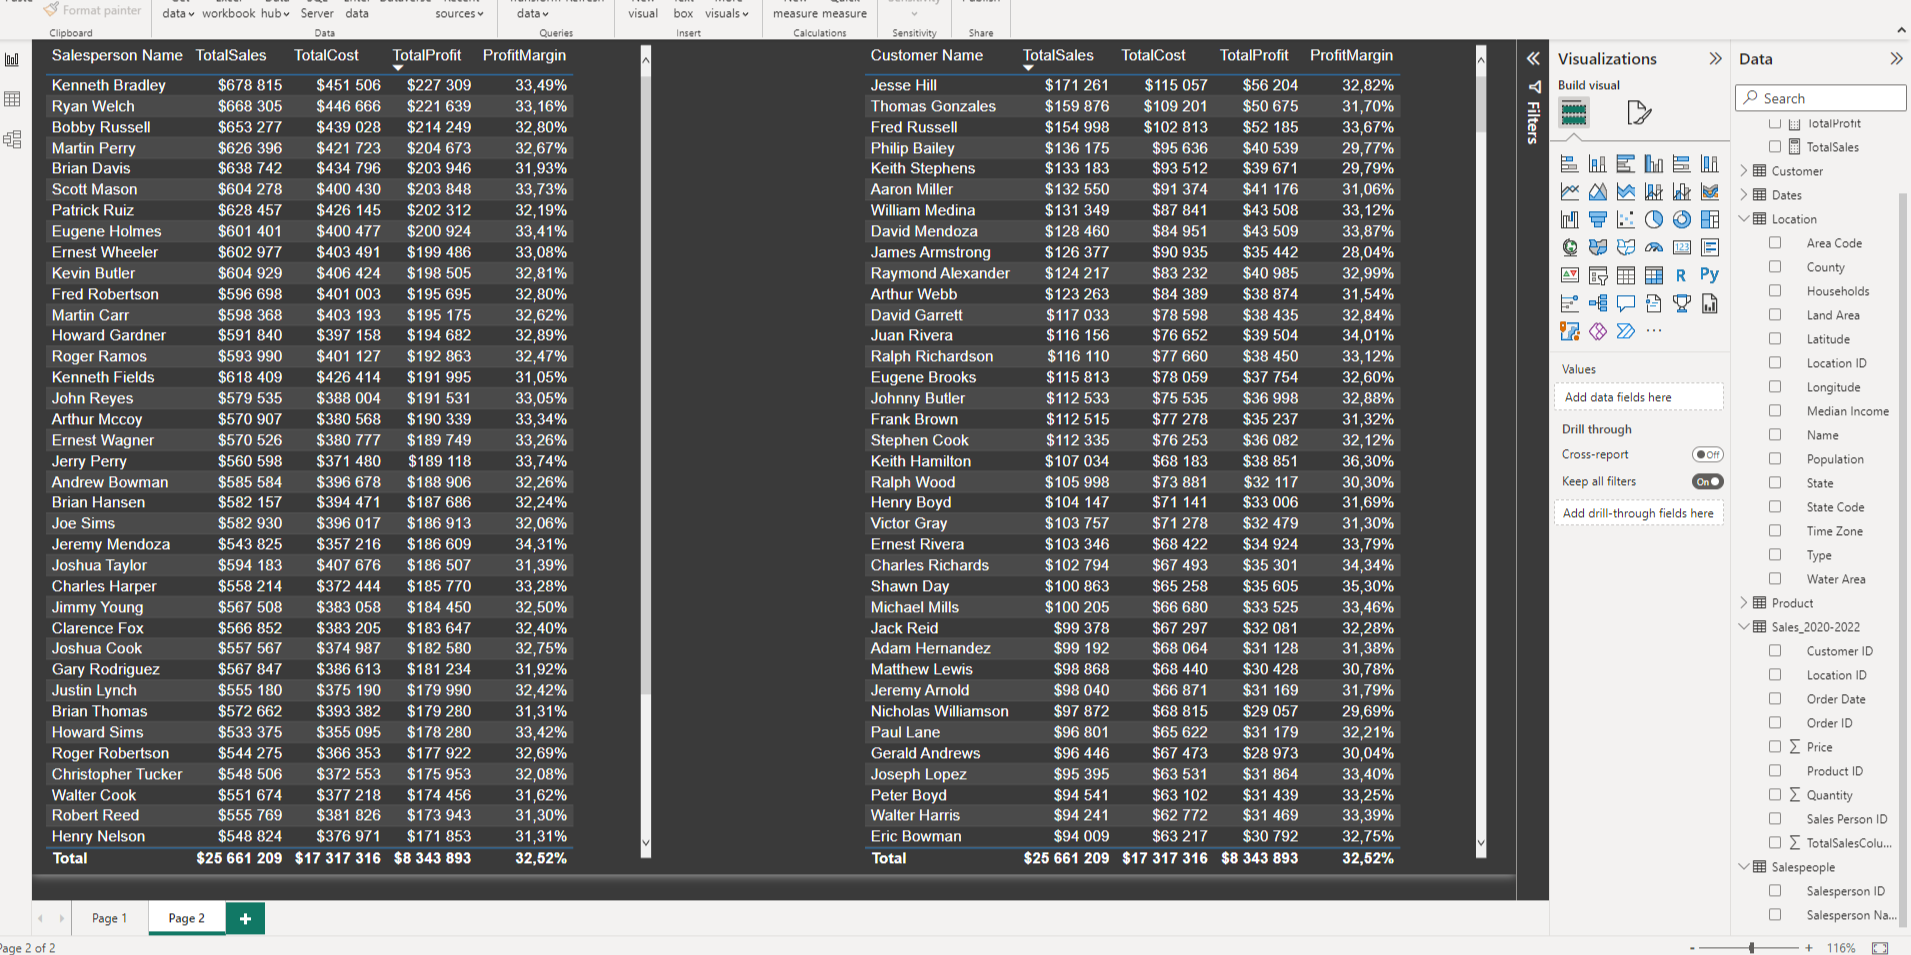 Format painter
data
workbook
hub
Server
data
sources
data
visual
box
visuals
measure
measure
Clipboard
Data
Queries
Insert
Calculations
Sensitivity
Share
Salesperson Name TotalSales TotalCost TotalProfit ProfitMargin
Kenneth Bradley $678 815 $451 506 $227 309 33,49%
Ryan Welch $668 305 $446 666 $221 639 33,16%
Bobby Russell $653 277 $439 028 $214 249 32,80%
Martin Perry $626 396 $421 723 $204 673 32,67%
Brian Davis $638 742 $434 796 $203 946 31,93%
Scott Mason $604 278 $400 430 $203 848 33,73%
Patrick Ruiz $628 457 $426 145 $202 312 32,19%
Eugene Holmes $601 401 $400 477 $200 924 33,41%
Ernest Wheeler $602 977 $403 491 $199 486 33,08%
Kevin Butler $604 929 $406 424 $198 505 32,81%
Fred Robertson $596 698 $401 003 $195 695 32,80%
Martin Carr $598 368 $403 193 $195 175 32,62%
Howard Gardner $591 840 $397 158 $194 682 32,89%
Roger Ramos $593 990 $401 127 $192 863 32,47%
Kenneth Fields $618 409 $426 414 $191 995 31,05%
John Reyes $579 535 $388 004 $191 531 33,05%
Arthur Mccoy $570 907 $380 568 $190 339 33,34%
Ernest Wagner $570 526 $380 777 $189 749 33,26%
Jerry Perry $560 598 $371 480 $189 118 33,74%
Andrew Bowman $585 584 $396 678 $188 906 32,26%
Brian Hansen $582 157 $394 471 $187 686 32,24%
Joe Sims $582 930 $396 017 $186 913 32,06%
Jeremy Mendoza $543 825 $357 216 $186 609 34,31%
Joshua Taylor $594 183 $407 676 $186 507 31,39%
Charles Harper $558 214 $372 444 $185 770 33,28%
Jimmy Young $567 508 $383 058 $184 450 32,50%
Clarence Fox $566 852 $383 205 $183 647 32,40%
Joshua Cook $557 567 $374 987 $182 580 32,75%
Gary Rodriguez $567 847 $386 613 $181 234 31,92%
Justin Lynch $555 180 $375 190 $179 990 32,42%
Brian Thomas $572 662 $393 382 $179 280 31,31%
Howard Sims $533 375 $355 095 $178 280 33,42%
Roger Robertson $544 275 $366 353 $177 922 32,69%
Christopher Tucker $548 506 $372 553 $175 953 32,08%
Walter Cook $551 674 $377 218 $174 456 31,62%
Robert Reed $555 769 $381 826 $173 943 31,30%
Henry Nelson $548 824 $376 971 $171 853 31,31%
Total $25 661 209 $17 317 316 $8 343 893 32,52%
Customer Name TotalSales TotalCost TotalProfit ProfitMargin
Jesse Hill $171 261 $115 057 $56 204 32,82%
Thomas Gonzales $159 876 $109 201 $50 675 31,70%
Fred Russell $154 998 $102 813 $52 185 33,67%
Philip Bailey $136 175 $95 636 $40 539 29,77%
Keith Stephens $133 183 $93 512 $39 671 29,79%
Aaron Miller $132 550 $91 374 $41 176 31,06%
William Medina $131 349 $87 841 $43 508 33,12%
David Mendoza $128 460 $84 951 $43 509 33,87%
James Armstrong $126 377 $90 935 $35 442 28,04%
Raymond Alexander $124 217 $83 232 $40 985 32,99%
Arthur Webb $123 263 $84 389 $38 874 31,54%
David Garrett $117 033 $78 598 $38 435 32,84%
Juan Rivera $116 156 $76 652 $39 504 34,01%
Ralph Richardson $116 110 $77 660 $38 450 33,12%
Eugene Brooks $115 813 $78 059 $37 754 32,60%
Johnny Butler $112 533 $75 535 $36 998 32,88%
Frank Brown $112 515 $77 278 $35 237 31,32%
Stephen Cook $112 335 $76 253 $36 082 32,12%
Keith Hamilton $107 034 $68 183 $38 851 36,30%
Ralph Wood $105 998 $73 881 $32 117 30,30%
Henry Boyd $104 147 $71 141 $33 006 31,69%
Victor Gray $103 757 $71 278 $32 479 31,30%
Ernest Rivera $103 346 $68 422 $34 924 33,79%
Charles Richards $102 794 $67 493 $35 301 34,34%
Shawn Day $100 863 $65 258 $35 605 35,30%
Michael Mills $100 205 $66 680 $33 525 33,46%
Jack Reid $99 378 $67 297 $32 081 32,28%
Adam Hernandez $99 192 $68 064 $31 128 31,38%
Matthew Lewis $98 868 $68 440 $30 428 30,78%
Jeremy Arnold $98 040 $66 871 $31 169 31,79%
Nicholas Williamson $97 872 $68 815 $29 057 29,69%
Paul Lane $96 801 $65 622 $31 179 32,21%
Gerald Andrews $96 446 $67 473 $28 973 30,04%
Joseph Lopez $95 395 $63 531 $31 864 33,40%
Peter Boyd $94 541 $63 102 $31 439 33,25%
Walter Harris $94 241 $62 772 $31 469 33,39%
Eric Bowman $94 009 $63 217 $30 792 32,75%
Total $25 661 209 $17 317 316 $8 343 893 32,52%
Filters
Visualizations
Build visual
123
R
Py
Values
Add data fields here
Drill through
Cross-report
Off
Keep all filters
On
Add drill-through fields here
Data
Search
TotalProfit
TotalSales
Customer
Dates
Location
Area Code
County
Households
Land Area
Latitude
Location ID
Longitude
Median Income
Name
Population
State
State Code
Time Zone
Type
Water Area
Product
Sales_2020-2022
Customer ID
Location ID
Order Date
Order ID
∑ Price
Product ID
∑ Quantity
Sales Person ID
∑ TotalSalesColu...
Salespeople
Salesperson ID
Salesperson Na...
Page 1
Page 2
+
Page 2 of 2
- + 116%